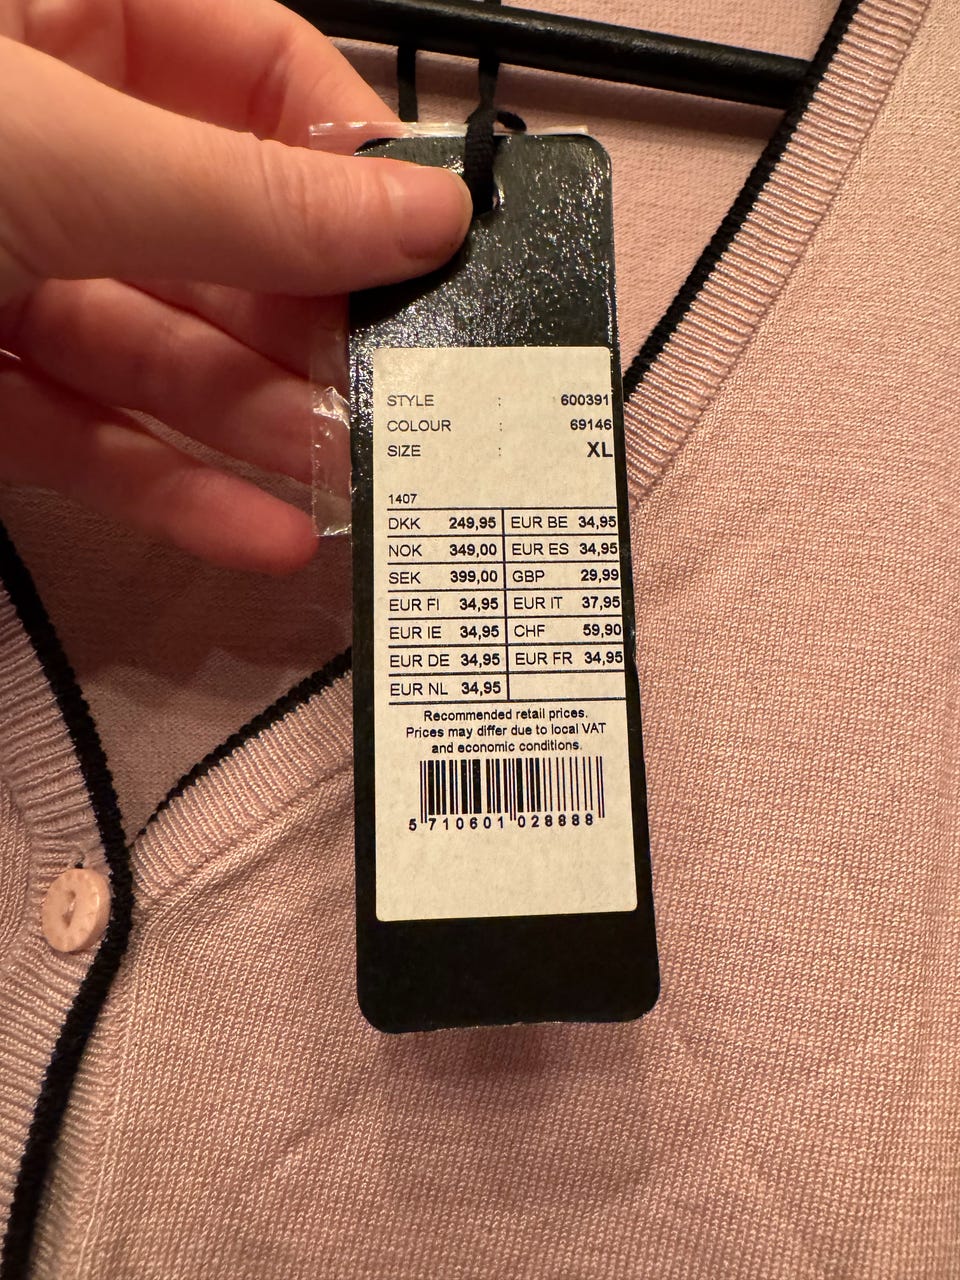 STYLE : 600391
COLOUR : 69146
SIZE : XL
1407
DKK 249,95 EUR BE 34,95
NOK 349,00 EUR ES 34,95
SEK 399,00 GBP 29,99
EUR FI 34,95 EUR IT 37,95
EUR IE 34,95 CHF 59,90
EUR DE 34,95 EUR FR 34,95
EUR NL 34,95
Recommended retail prices.
Prices may differ due to local VAT
and economic conditions.
5 710601 028888